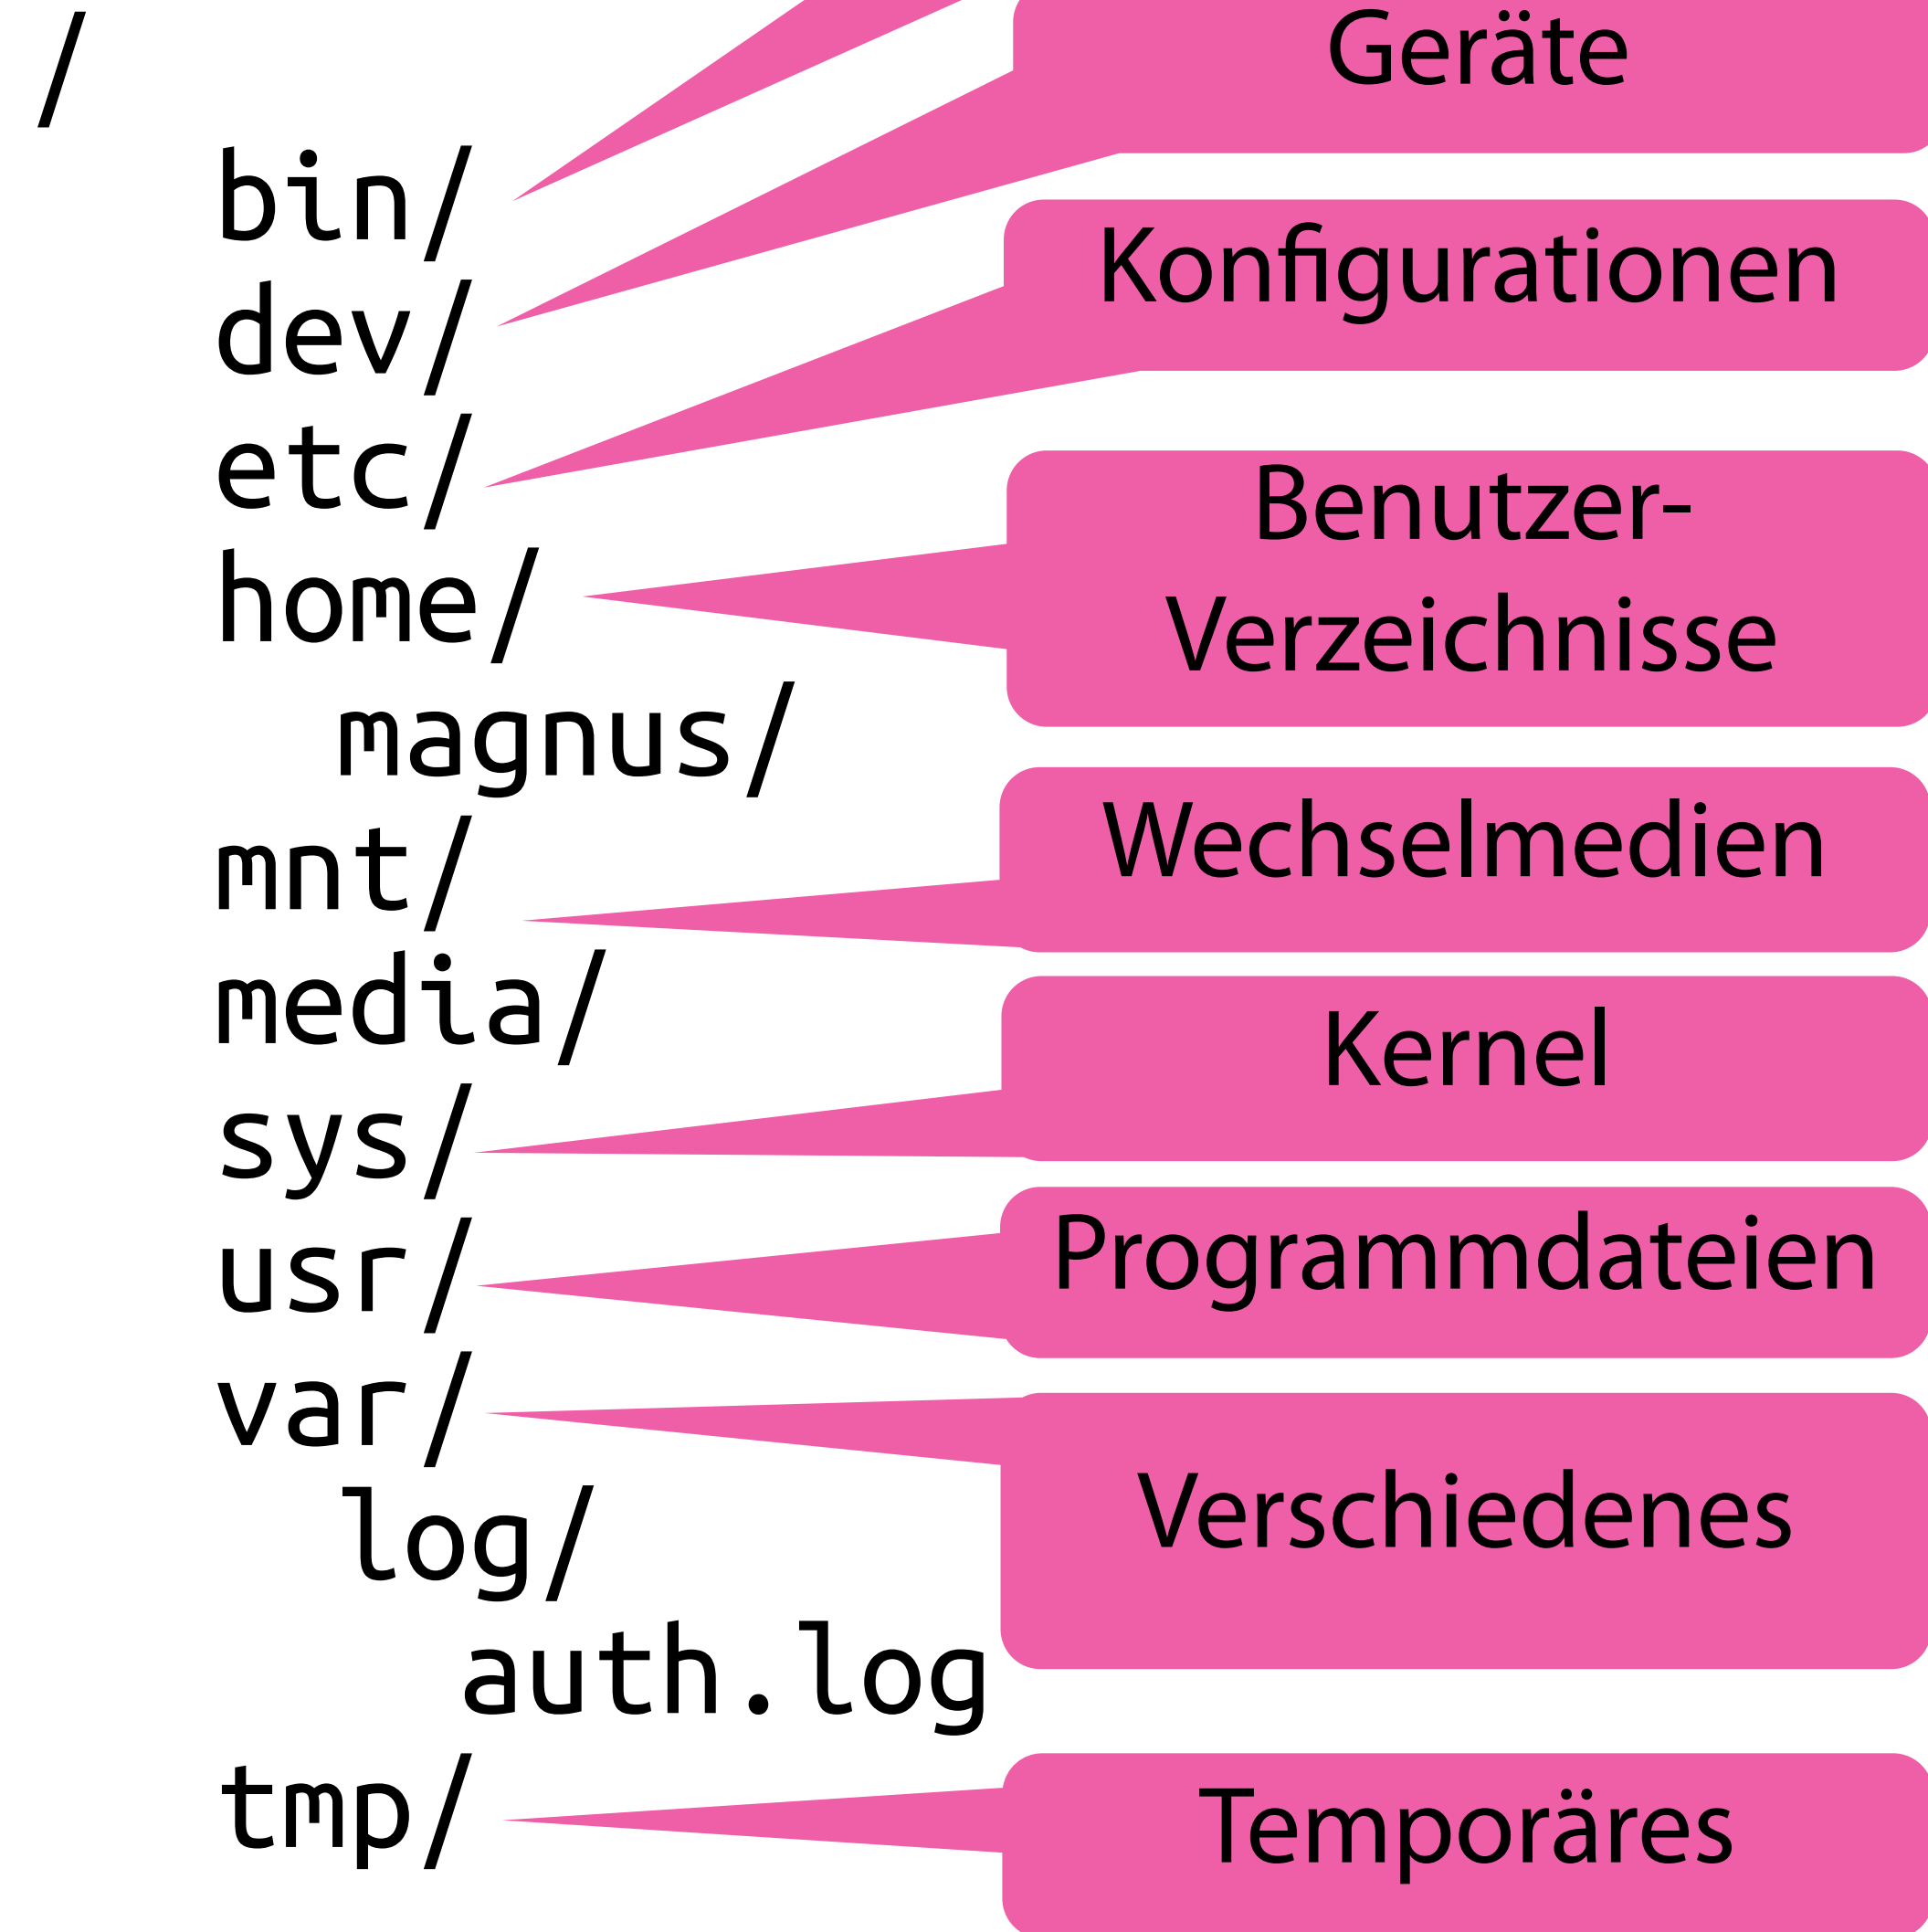 /
bin/
dev/
etc/
home/
magnus/
mnt/
media/
sys/
usr/
var/
log/
auth.log
tmp/
Geräte
Konfigurationen
Benutzer-
Verzeichnisse
Wechselmedien
Kernel
Programmdateien
Verschiedenes
Temporäres